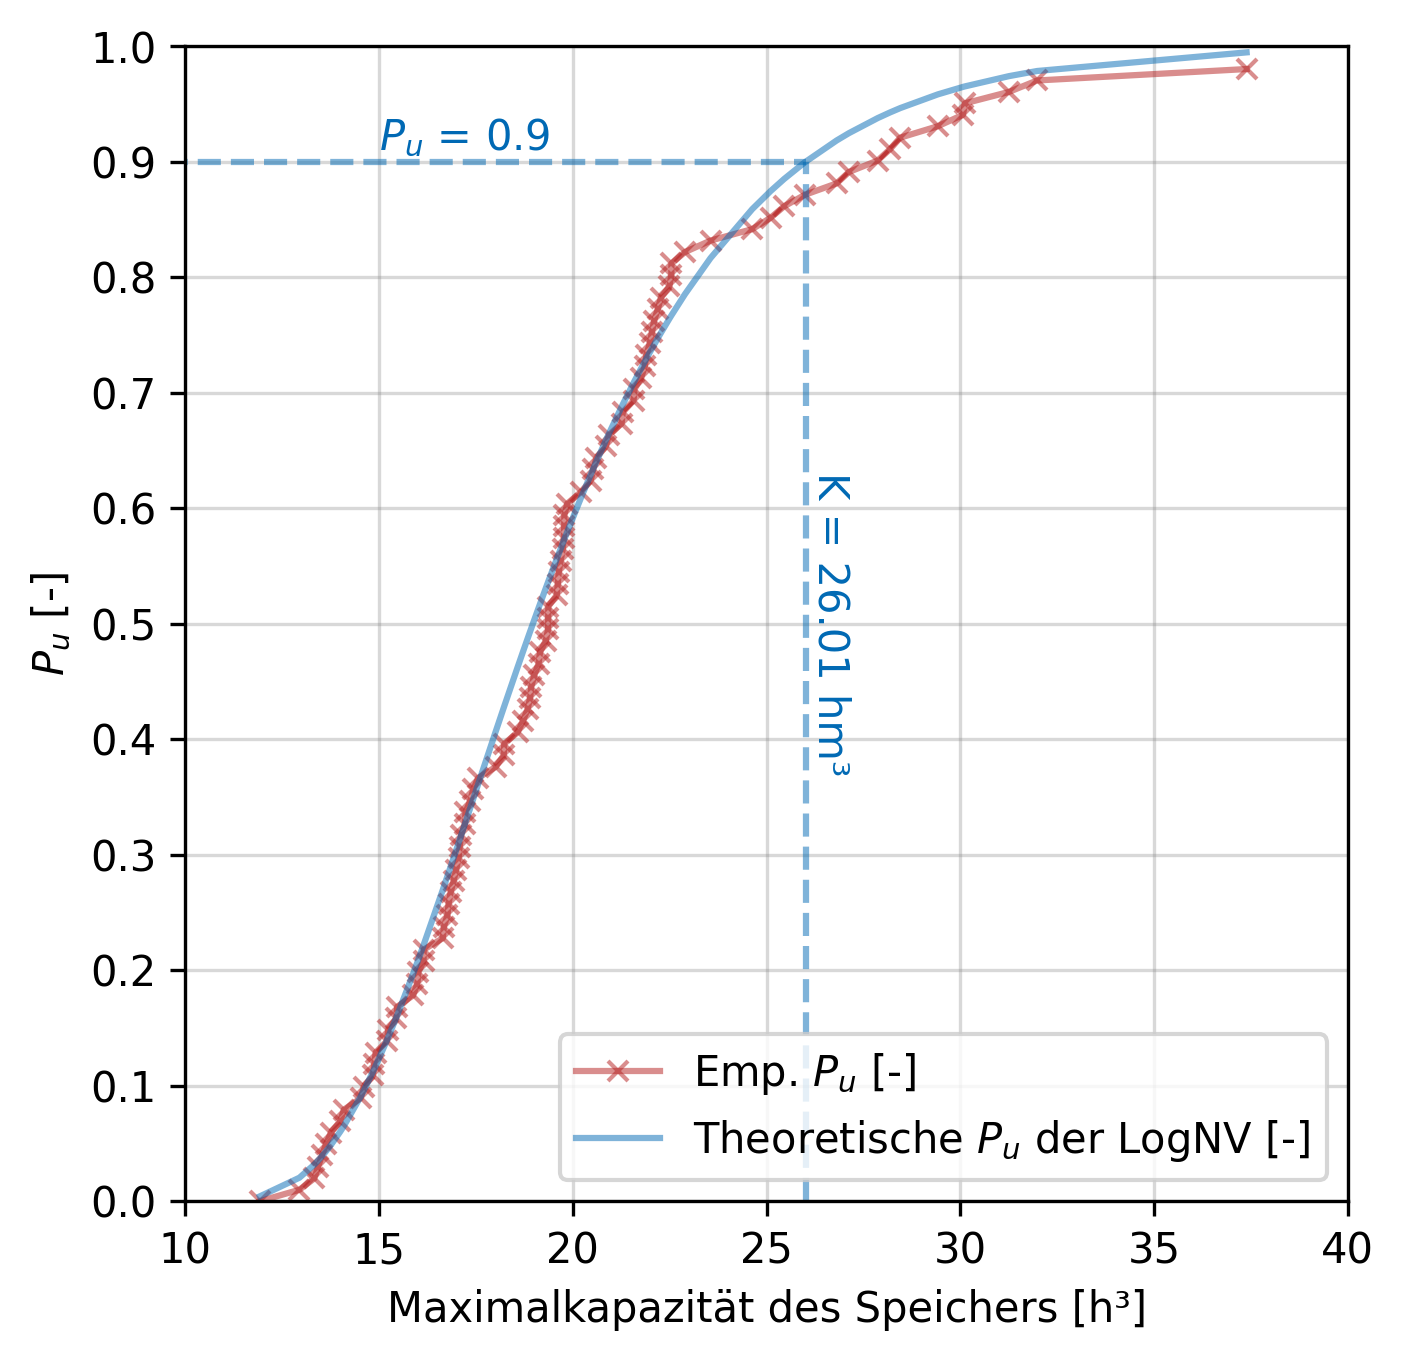 1.0
0.9
0.8
0.7
0.6
0.5
0.4
0.3
0.2
0.1
0.0
P_u [-]
P_u = 0.9
K = 26.01 hm³
Emp. P_u [-]
Theoretische P_u der LogNV [-]
10 15 20 25 30 35 40
Maximalkapazität des Speichers [h³]